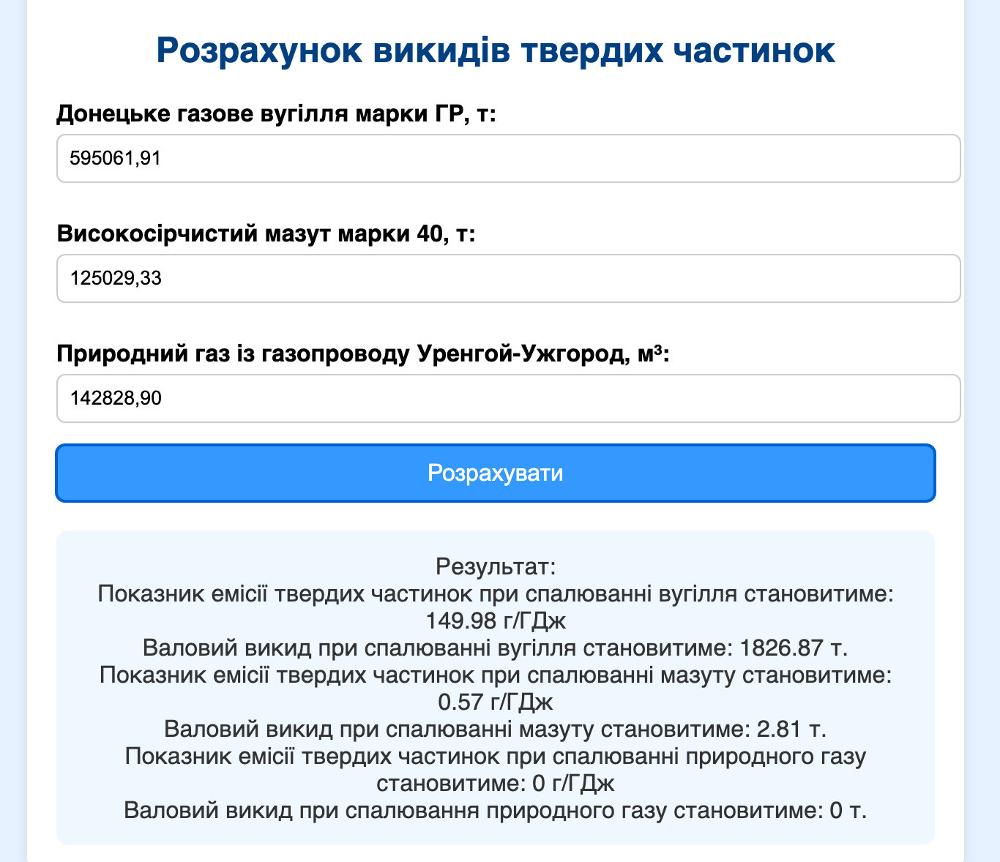 Розрахунок викидів твердих частинок
Донецьке газове вугілля марки ГР, т:
595061,91
Високосірчистий мазут марки 40, т:
125029,33
Природний газ із газопроводу Уренгой-Ужгород, м³:
142828,90
Розрахувати
Результат:
Показник емісії твердих частинок при спалюванні вугілля становитиме:
149.98 г/ГДж
Валовий викид при спалюванні вугілля становитиме: 1826.87 т.
Показник емісії твердих частинок при спалюванні мазуту становитиме:
0.57 г/ГДж
Валовий викид при спалюванні мазуту становитиме: 2.81 т.
Показник емісії твердих частинок при спалюванні природного газу
становитиме: 0 г/ГДж
Валовий викид при спалювання природного газу становитиме: 0 т.